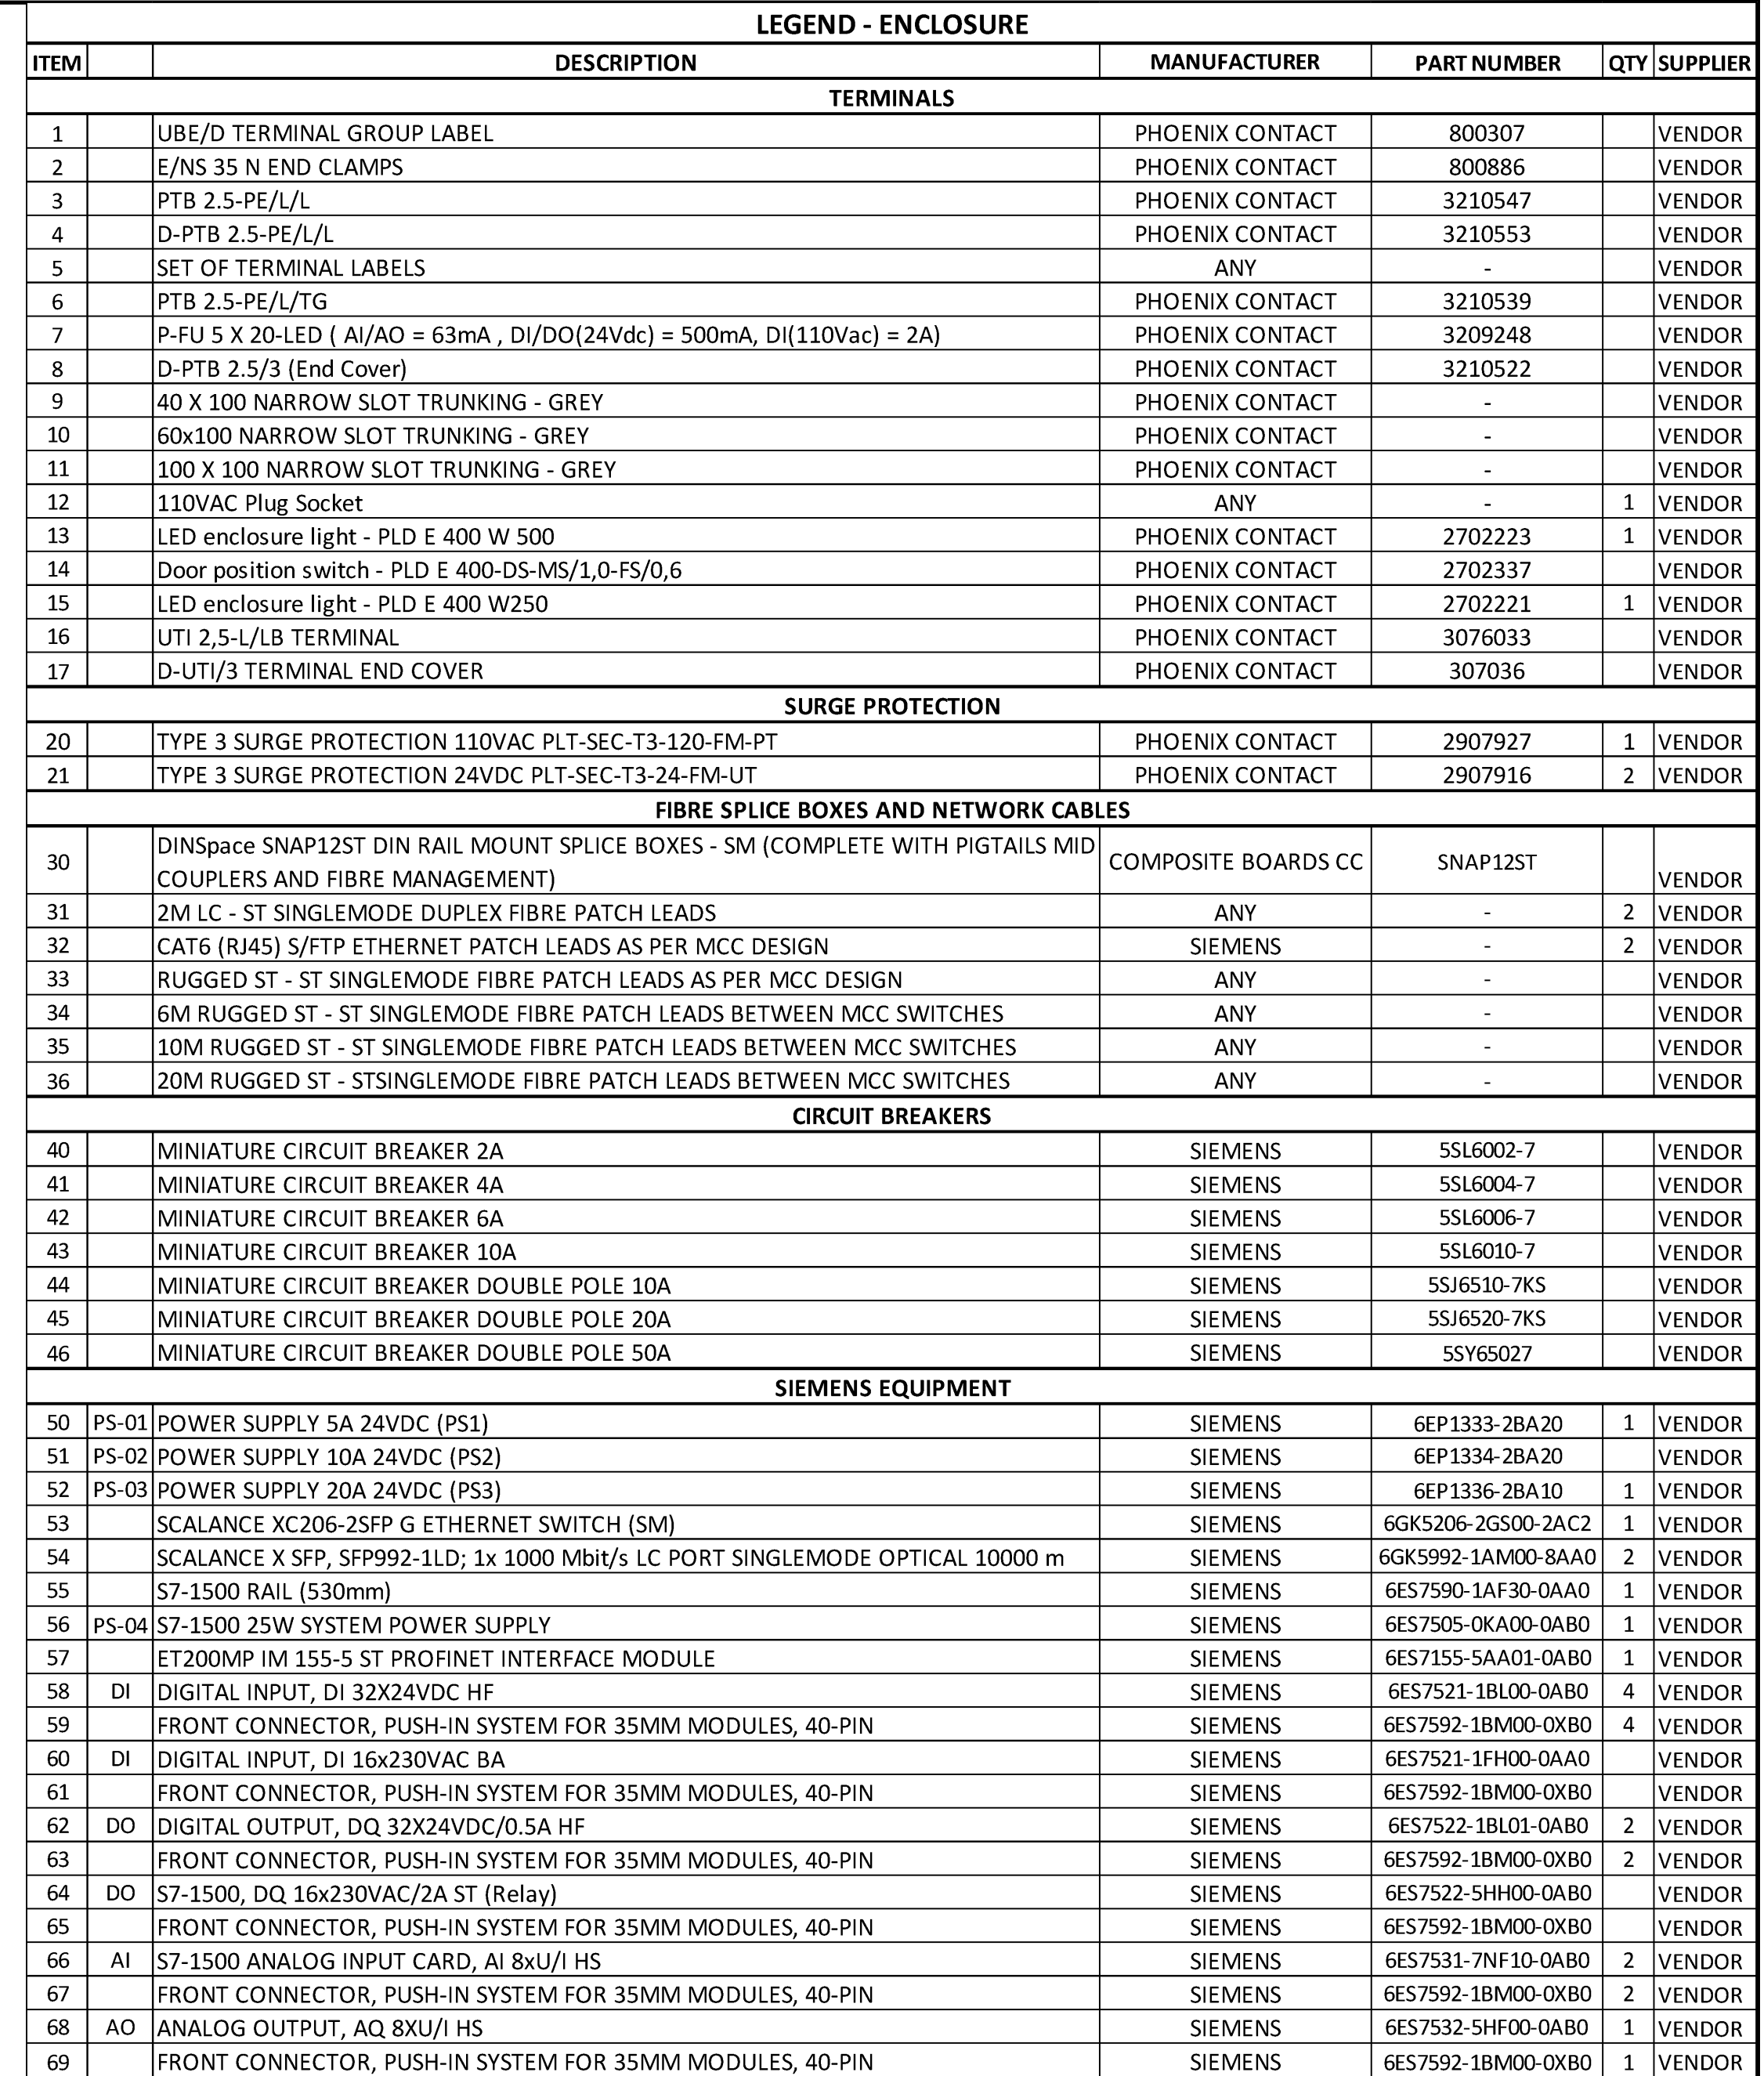 LEGEND - ENCLOSURE
ITEM DESCRIPTION MANUFACTURER PART NUMBER QTY SUPPLIER
TERMINALS
1 UBE/D TERMINAL GROUP LABEL PHOENIX CONTACT 800307 VENDOR
2 E/NS 35 N END CLAMPS PHOENIX CONTACT 800886 VENDOR
3 PTB 2.5-PE/L/L PHOENIX CONTACT 3210547 VENDOR
4 D-PTB 2.5-PE/L/L PHOENIX CONTACT 3210553 VENDOR
5 SET OF TERMINAL LABELS ANY - VENDOR
6 PTB 2.5-PE/L/TG PHOENIX CONTACT 3210539 VENDOR
7 P-FU 5 X 20-LED ( AI/AO = 63mA , DI/DO(24Vdc) = 500mA, DI(110Vac) = 2A) PHOENIX CONTACT 3209248 VENDOR
8 D-PTB 2.5/3 (End Cover) PHOENIX CONTACT 3210522 VENDOR
9 40 X 100 NARROW SLOT TRUNKING - GREY PHOENIX CONTACT - VENDOR
10 60x100 NARROW SLOT TRUNKING - GREY PHOENIX CONTACT - VENDOR
11 100 X 100 NARROW SLOT TRUNKING - GREY PHOENIX CONTACT - VENDOR
12 110VAC Plug Socket ANY - 1 VENDOR
13 LED enclosure light - PLD E 400 W 500 PHOENIX CONTACT 2702223 1 VENDOR
14 Door position switch - PLD E 400-DS-MS/1,0-FS/0,6 PHOENIX CONTACT 2702337 VENDOR
15 LED enclosure light - PLD E 400 W250 PHOENIX CONTACT 2702221 1 VENDOR
16 UTI 2,5-L/LB TERMINAL PHOENIX CONTACT 3076033 VENDOR
17 D-UTI/3 TERMINAL END COVER PHOENIX CONTACT 307036 VENDOR
SURGE PROTECTION
20 TYPE 3 SURGE PROTECTION 110VAC PLT-SEC-T3-120-FM-PT PHOENIX CONTACT 2907927 1 VENDOR
21 TYPE 3 SURGE PROTECTION 24VDC PLT-SEC-T3-24-FM-UT PHOENIX CONTACT 2907916 2 VENDOR
FIBRE SPLICE BOXES AND NETWORK CABLES
30 DINSpace SNAP12ST DIN RAIL MOUNT SPLICE BOXES - SM (COMPLETE WITH PIGTAILS MID COMPOSITE BOARDS CC SNAP12ST
COUPLERS AND FIBRE MANAGEMENT) VENDOR
31 2M LC - ST SINGLEMODE DUPLEX FIBRE PATCH LEADS ANY - 2 VENDOR
32 CAT6 (RJ45) S/FTP ETHERNET PATCH LEADS AS PER MCC DESIGN SIEMENS - 2 VENDOR
33 RUGGED ST - ST SINGLEMODE FIBRE PATCH LEADS AS PER MCC DESIGN ANY - VENDOR
34 6M RUGGED ST - ST SINGLEMODE FIBRE PATCH LEADS BETWEEN MCC SWITCHES ANY - VENDOR
35 10M RUGGED ST - ST SINGLEMODE FIBRE PATCH LEADS BETWEEN MCC SWITCHES ANY - VENDOR
36 20M RUGGED ST - STSINGLEMODE FIBRE PATCH LEADS BETWEEN MCC SWITCHES ANY - VENDOR
CIRCUIT BREAKERS
40 MINIATURE CIRCUIT BREAKER 2A SIEMENS 5SL6002-7 VENDOR
41 MINIATURE CIRCUIT BREAKER 4A SIEMENS 5SL6004-7 VENDOR
42 MINIATURE CIRCUIT BREAKER 6A SIEMENS 5SL6006-7 VENDOR
43 MINIATURE CIRCUIT BREAKER 10A SIEMENS 5SL6010-7 VENDOR
44 MINIATURE CIRCUIT BREAKER DOUBLE POLE 10A SIEMENS 5SJ6510-7KS VENDOR
45 MINIATURE CIRCUIT BREAKER DOUBLE POLE 20A SIEMENS 5SJ6520-7KS VENDOR
46 MINIATURE CIRCUIT BREAKER DOUBLE POLE 50A SIEMENS 5SY65027 VENDOR
SIEMENS EQUIPMENT
50 PS-01 POWER SUPPLY 5A 24VDC (PS1) SIEMENS 6EP1333-2BA20 1 VENDOR
51 PS-02 POWER SUPPLY 10A 24VDC (PS2) SIEMENS 6EP1334-2BA20 VENDOR
52 PS-03 POWER SUPPLY 20A 24VDC (PS3) SIEMENS 6EP1336-2BA10 1 VENDOR
53 SCALANCE XC206-2SFP G ETHERNET SWITCH (SM) SIEMENS 6GK5206-2GS00-2AC2 1 VENDOR
54 SCALANCE X SFP, SFP992-1LD; 1x 1000 Mbit/s LC PORT SINGLEMODE OPTICAL 10000 m SIEMENS 6GK5992-1AM00-8AA0 2 VENDOR
55 S7-1500 RAIL (530mm) SIEMENS 6ES7590-1AF30-0AA0 1 VENDOR
56 PS-04 S7-1500 25W SYSTEM POWER SUPPLY SIEMENS 6ES7505-0KA00-0AB0 1 VENDOR
57 ET200MP IM 155-5 ST PROFINET INTERFACE MODULE SIEMENS 6ES7155-5AA01-0AB0 1 VENDOR
58 DI DIGITAL INPUT, DI 32X24VDC HF SIEMENS 6ES7521-1BL00-0AB0 4 VENDOR
59 FRONT CONNECTOR, PUSH-IN SYSTEM FOR 35MM MODULES, 40-PIN SIEMENS 6ES7592-1BM00-0XB0 4 VENDOR
60 DI DIGITAL INPUT, DI 16x230VAC BA SIEMENS 6ES7521-1FH00-0AA0 VENDOR
61 FRONT CONNECTOR, PUSH-IN SYSTEM FOR 35MM MODULES, 40-PIN SIEMENS 6ES7592-1BM00-0XB0 VENDOR
62 DO DIGITAL OUTPUT, DQ 32X24VDC/0.5A HF SIEMENS 6ES7522-1BL01-0AB0 2 VENDOR
63 FRONT CONNECTOR, PUSH-IN SYSTEM FOR 35MM MODULES, 40-PIN SIEMENS 6ES7592-1BM00-0XB0 2 VENDOR
64 DO S7-1500, DQ 16x230VAC/2A ST (Relay) SIEMENS 6ES7522-5HH00-0AB0 VENDOR
65 FRONT CONNECTOR, PUSH-IN SYSTEM FOR 35MM MODULES, 40-PIN SIEMENS 6ES7592-1BM00-0XB0 VENDOR
66 AI S7-1500 ANALOG INPUT CARD, AI 8xU/I HS SIEMENS 6ES7531-7NF10-0AB0 2 VENDOR
67 FRONT CONNECTOR, PUSH-IN SYSTEM FOR 35MM MODULES, 40-PIN SIEMENS 6ES7592-1BM00-0XB0 2 VENDOR
68 AO ANALOG OUTPUT, AQ 8XU/I HS SIEMENS 6ES7532-5HF00-0AB0 1 VENDOR
69 FRONT CONNECTOR, PUSH-IN SYSTEM FOR 35MM MODULES, 40-PIN SIEMENS 6ES7592-1BM00-0XB0 1 VENDOR